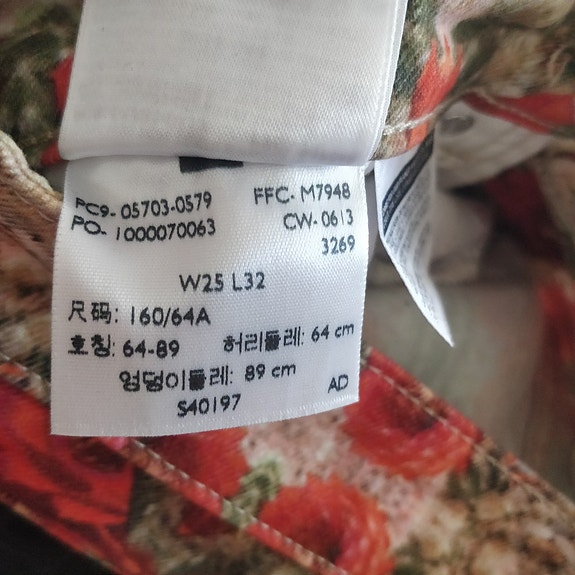 PC9- 05703-0579 FFC- M7948
PO- 1000070063 CW- 0613
3269
W25 L32
尺码: 160/64A
호칭: 64-89 허리둘레: 64 cm
엉덩이둘레: 89 cm
S40197 AD